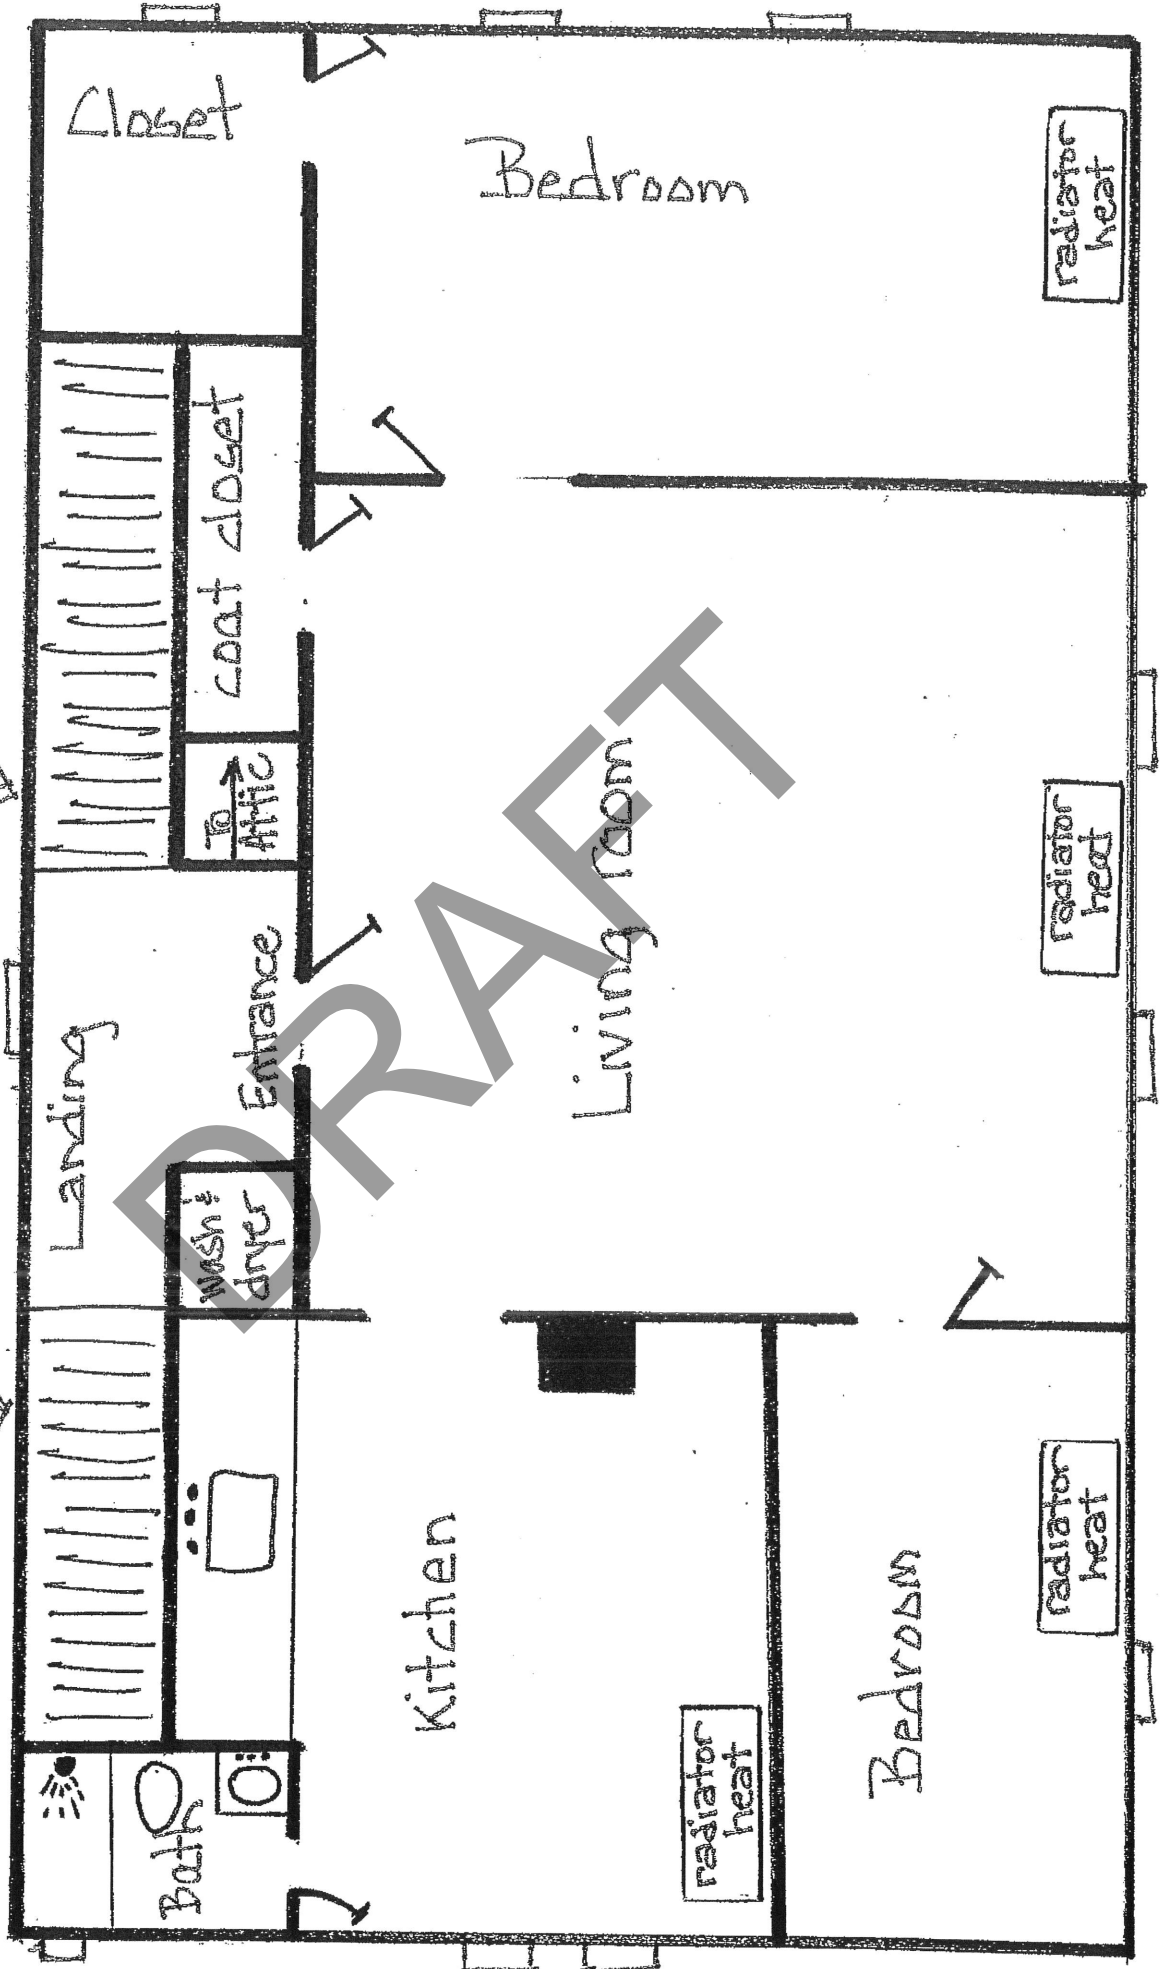 Closet
Bedroom
radiator
heat
coat closet
To
Attic
Living room
radiator
heat
Entrance
Landing
Wash &
dryer
DRAFT
Kitchen
radiator
heat
Bedroom
radiator
heat
Bath